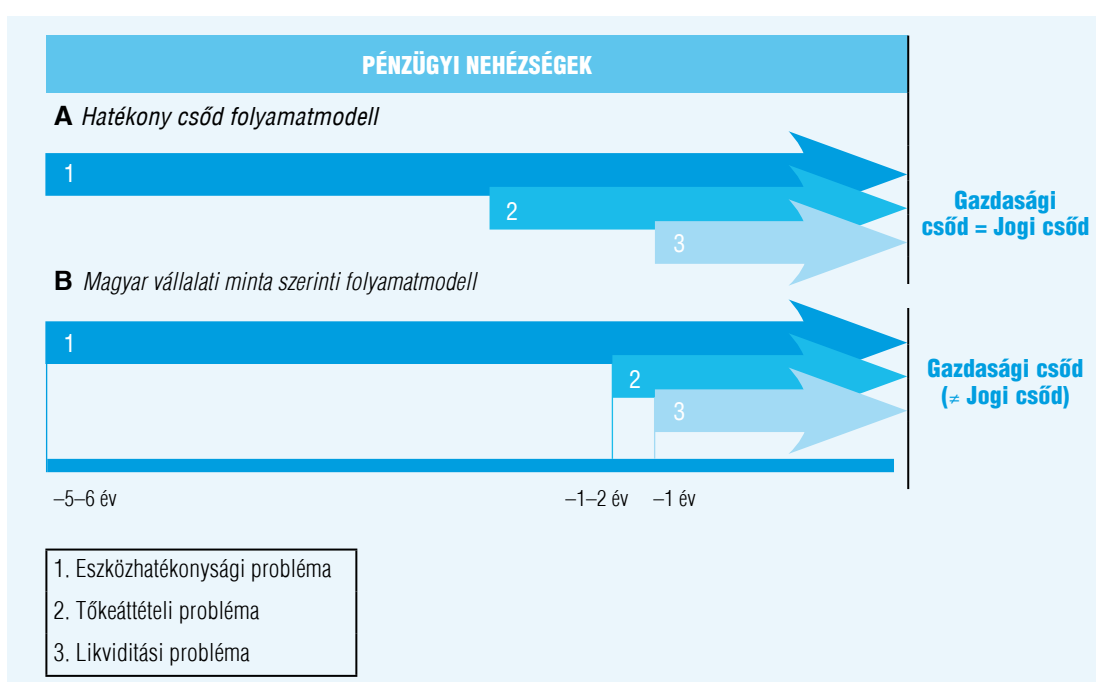 PÉNZÜGYI NEHÉZSÉGEK
A Hatékony csőd folyamatmodell
1
2
3
Gazdasági
csőd = Jogi csőd
B Magyar vállalati minta szerinti folyamatmodell
1
2
3
Gazdasági csőd
(≠ Jogi csőd)
–5–6 év
–1–2 év
–1 év
1. Eszközhatékonysági probléma
2. Tőkeáttételi probléma
3. Likviditási probléma